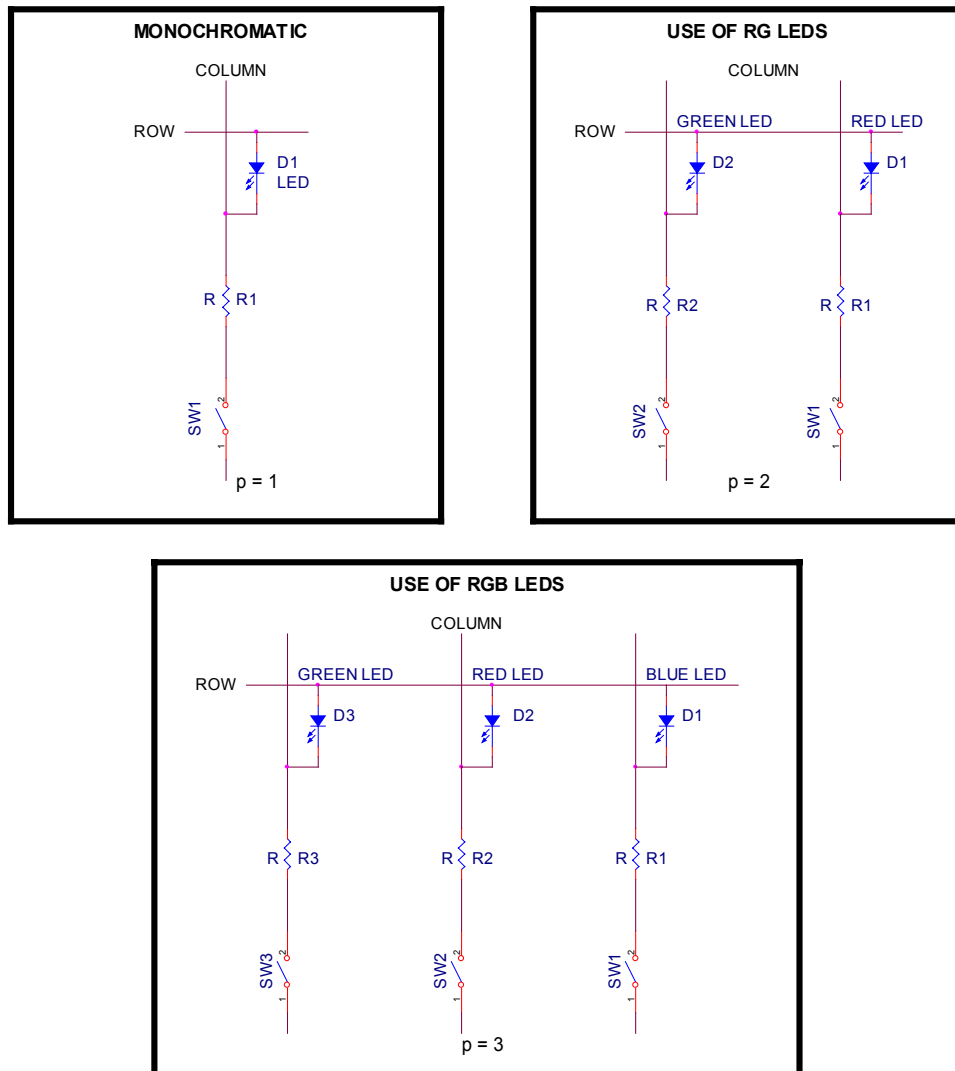 MONOCHROMATIC
COLUMN
ROW
D1
LED
R R1
SW1
2
1
p = 1
USE OF RG LEDS
COLUMN
ROW GREEN LED RED LED
D2 D1
R R2 R R1
SW2 2 SW1 2
1 1
p = 2
USE OF RGB LEDS
COLUMN
ROW GREEN LED RED LED BLUE LED
D3 D2 D1
R R3 R R2 R R1
SW3 2 SW2 2 SW1 2
1 1 1
p = 3